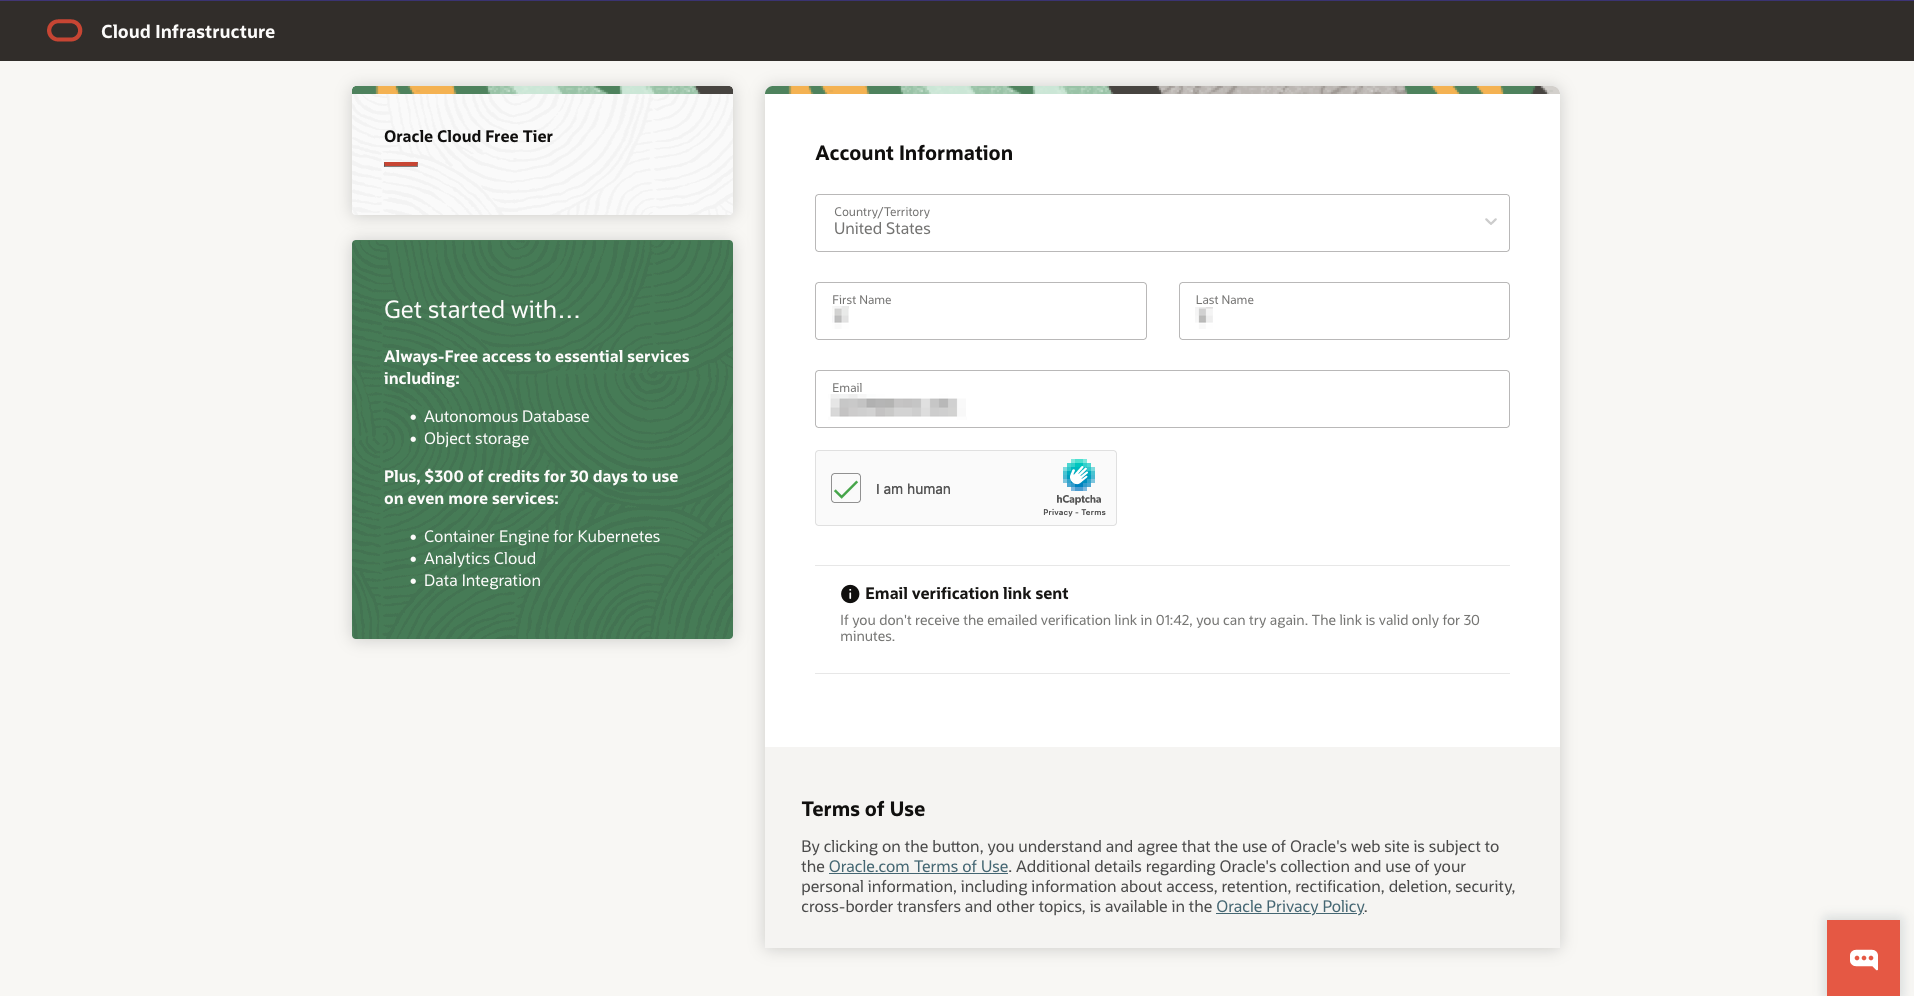 Cloud Infrastructure
Oracle Cloud Free Tier
Get started with...
Always-Free access to essential services
including:
• Autonomous Database
• Object storage
Plus, $300 of credits for 30 days to use
on even more services:
• Container Engine for Kubernetes
• Analytics Cloud
• Data Integration
Account Information
Country/Territory
United States
First Name
Last Name
Email
I am human
hCaptcha
Privacy - Terms
Email verification link sent
If you don't receive the emailed verification link in 01:42, you can try again. The link is valid only for 30
minutes.
Terms of Use
By clicking on the button, you understand and agree that the use of Oracle's web site is subject to
the Oracle.com Terms of Use. Additional details regarding Oracle's collection and use of your
personal information, including information about access, retention, rectification, deletion, security,
cross-border transfers and other topics, is available in the Oracle Privacy Policy.